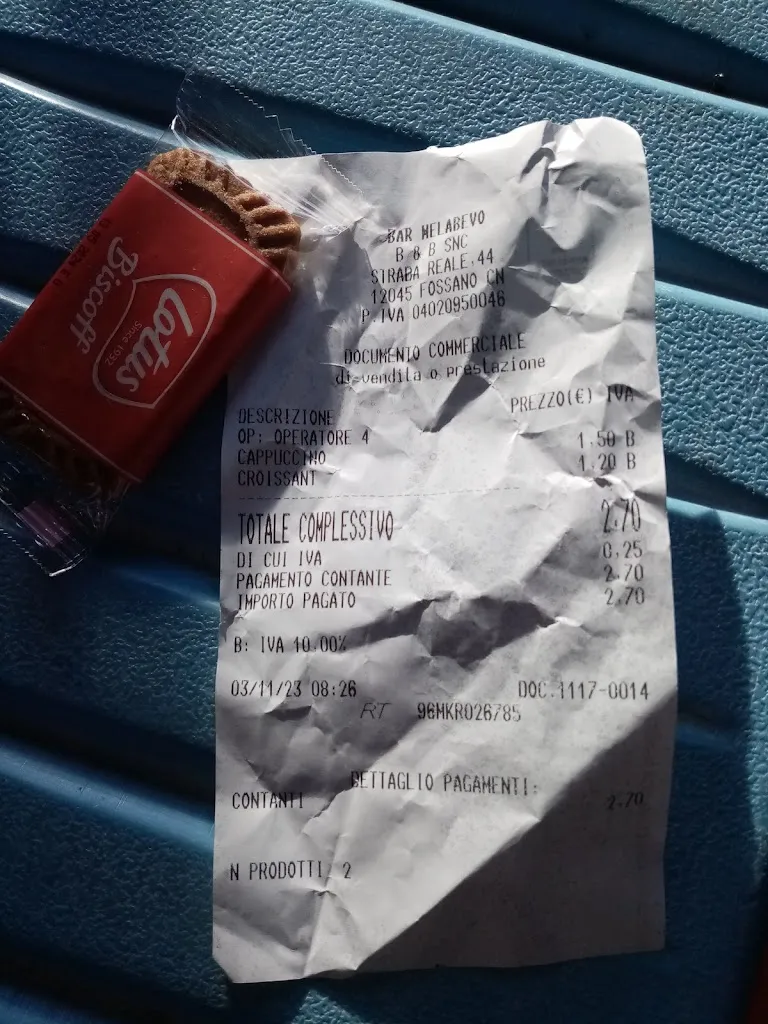 Lotus
since 1932
Biscoff
BAR MELABEVO
B & B SNC
STRADA REALE,44
12045 FOSSANO CN
P.IVA 04020950046
DOCUMENTO COMMERCIALE
di vendita o prestazione
DESCRIZIONE PREZZO(€) IVA
OP: OPERATORE 4
CAPPUCCINO 1,50 B
CROISSANT 1,20 B
TOTALE COMPLESSIVO 2,70
DI CUI IVA 0,25
PAGAMENTO CONTANTE 2,70
IMPORTO PAGATO 2,70
B: IVA 10,00%
03/11/23 08:26 DOC.1117-0014
RT 96MKR026785
DETTAGLIO PAGAMENTI:
CONTANTI 2,70
N PRODOTTI: 2